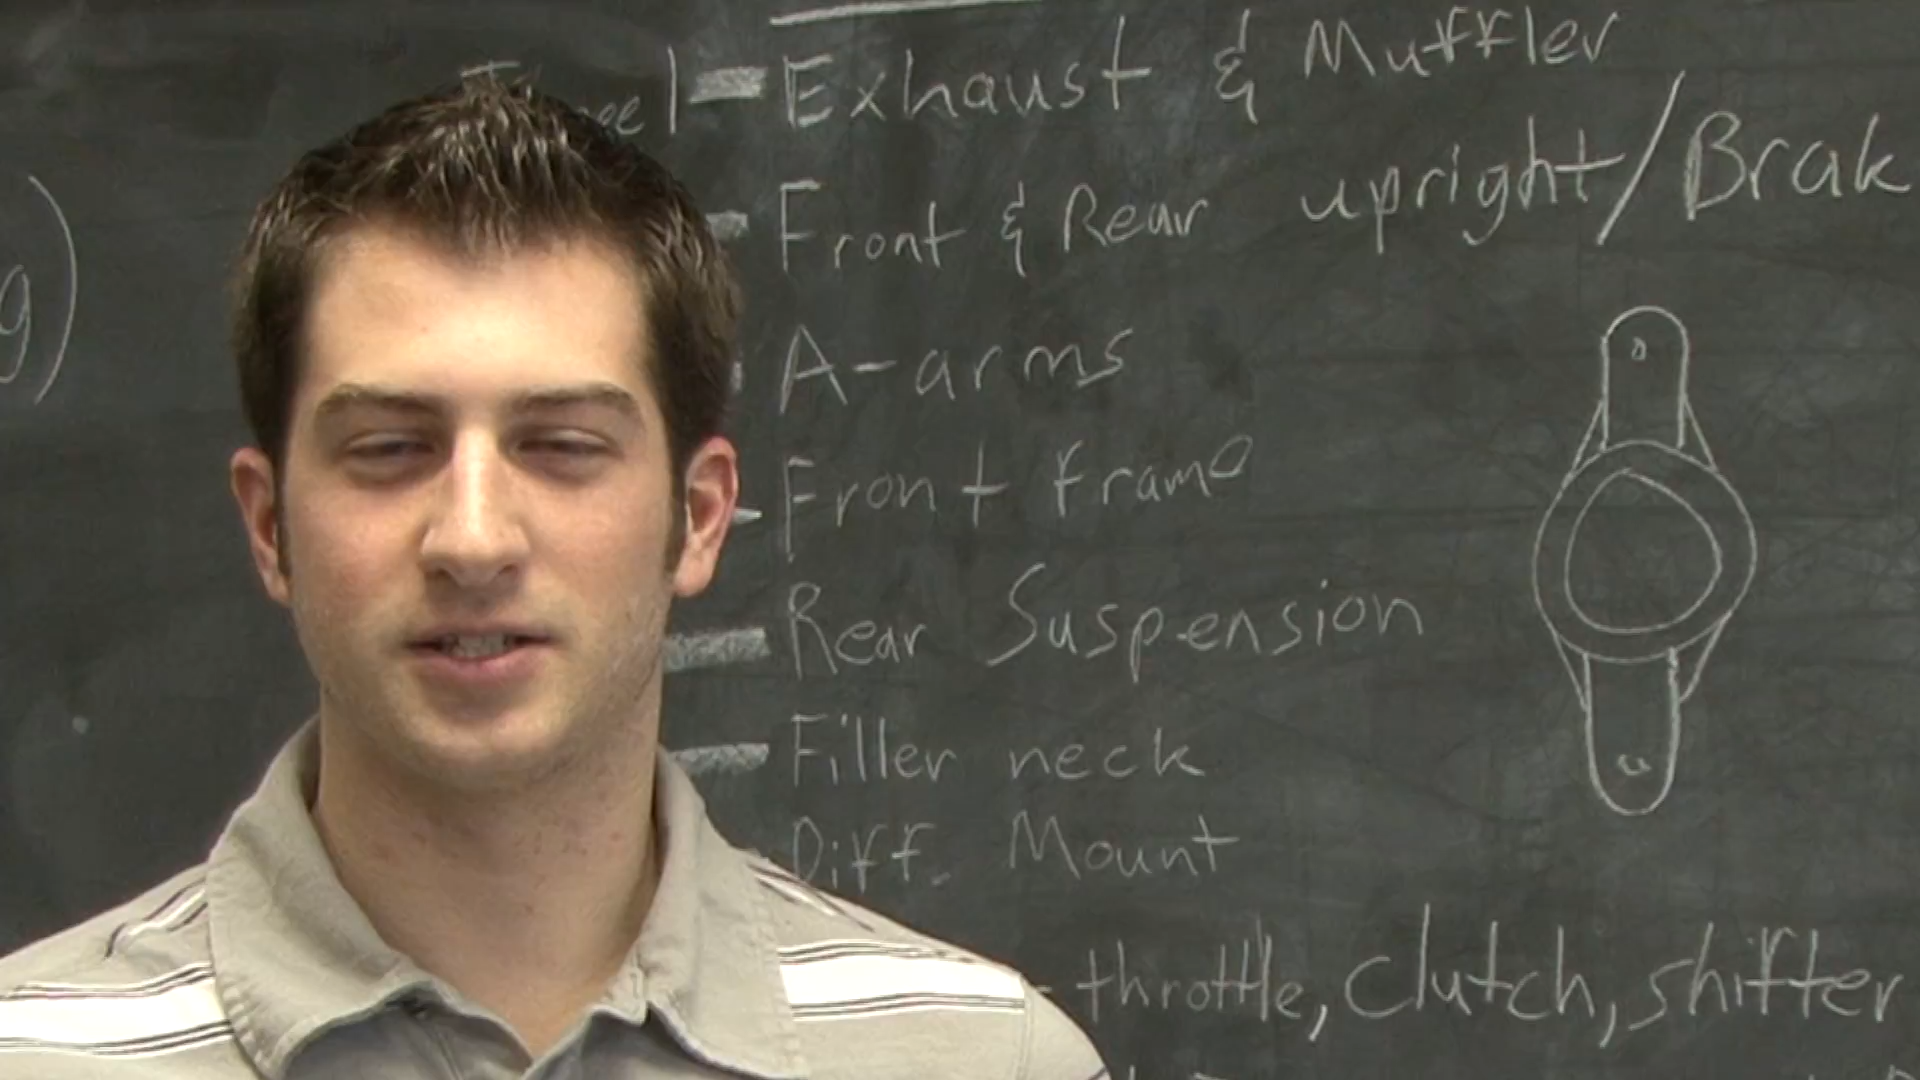 Exhaust & Muffler
Front & Rear upright/Brak
A-arms
Front frame
Rear Suspension
Filler neck
Diff. Mount
throttle, Clutch, shifter